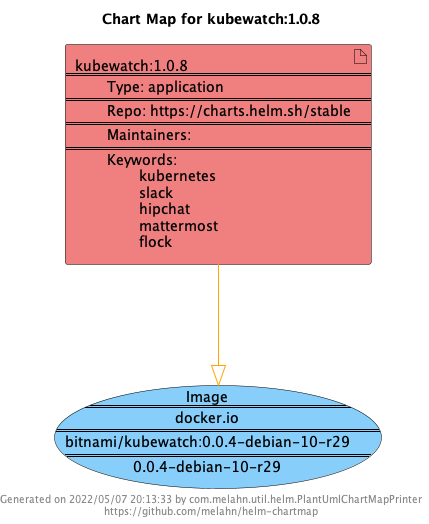 Chart Map for kubewatch:1.0.8
kubewatch:1.0.8
Type: application
Repo: https://charts.helm.sh/stable
Maintainers:
Keywords:
kubernetes
slack
hipchat
mattermost
flock
Image
docker.io
bitnami/kubewatch:0.0.4-debian-10-r29
0.0.4-debian-10-r29
Generated on 2022/05/07 20:13:33 by com.melahn.util.helm.PlantUmlChartMapPrinter
https://github.com/melahn/helm-chartmap